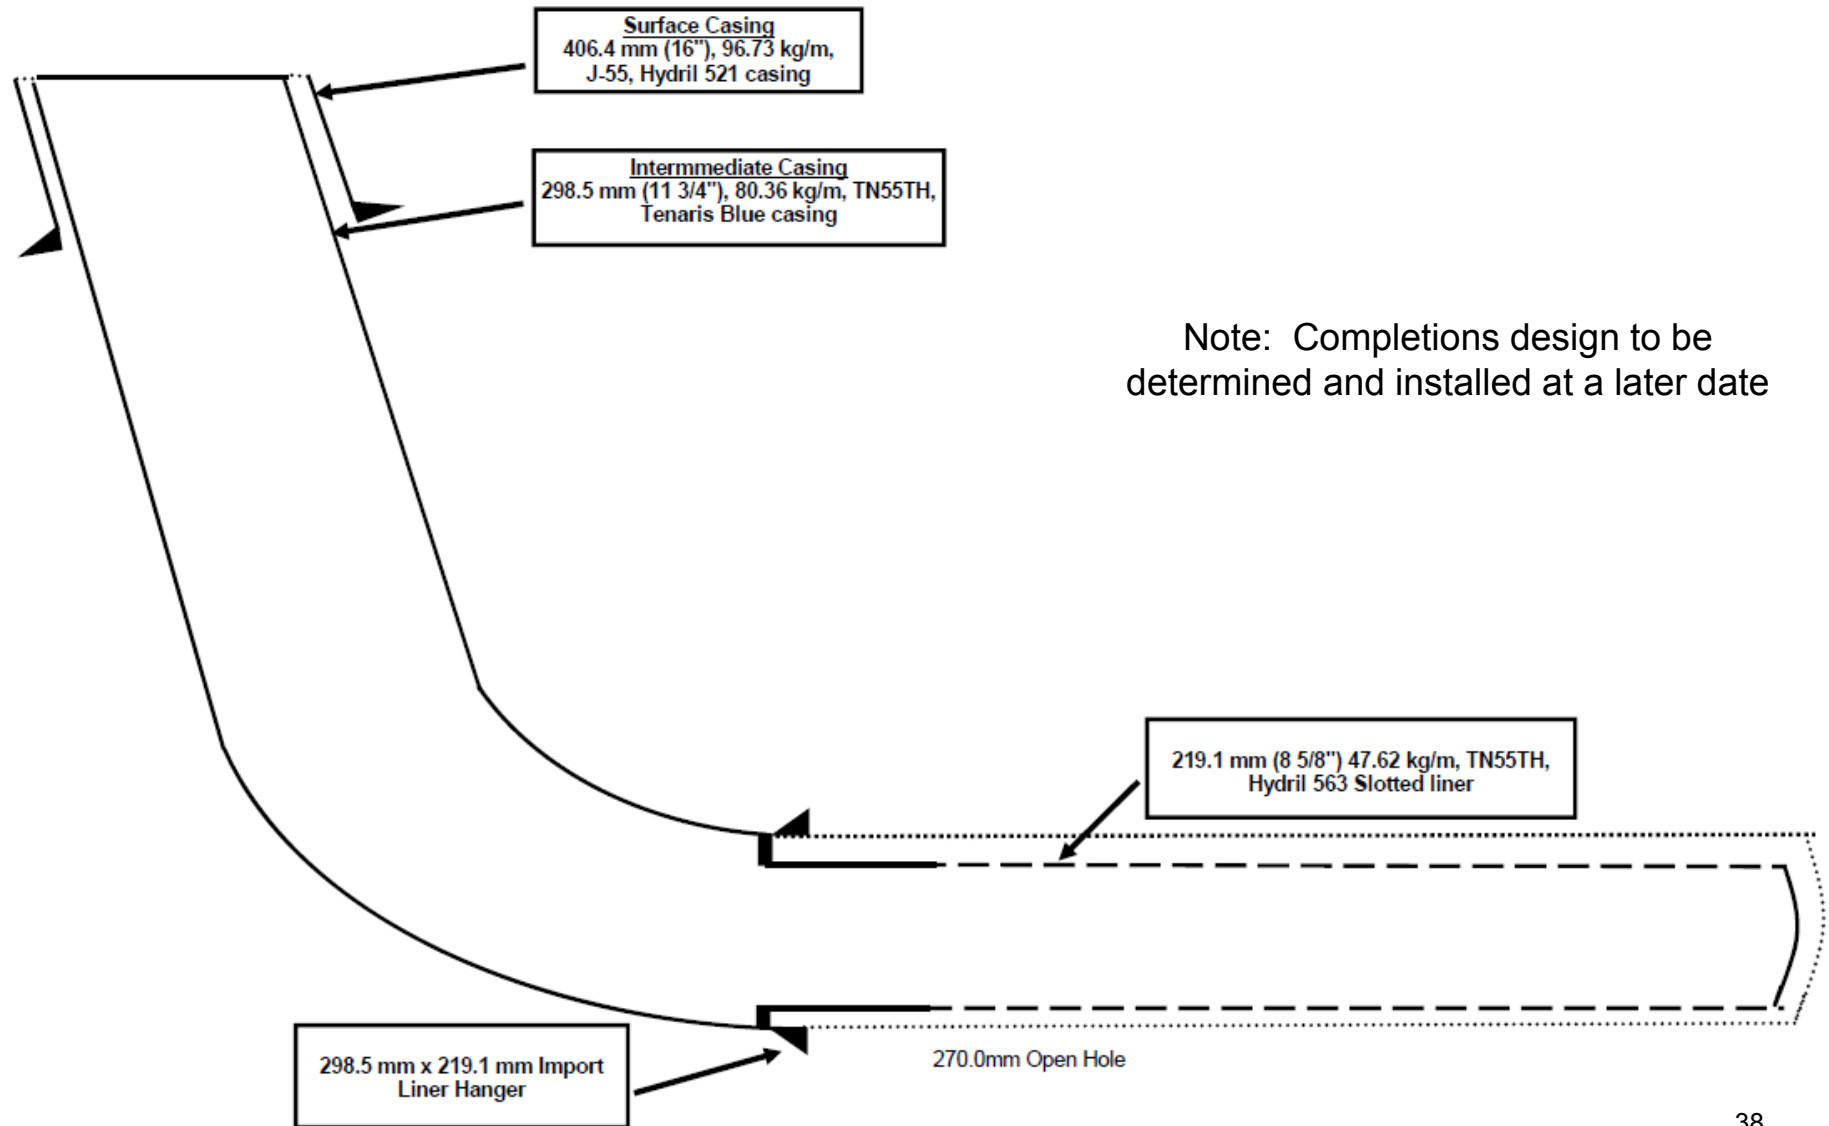 Surface Casing
406.4 mm (16"), 96.73 kg/m,
J-55, Hydril 521 casing
Intermmediate Casing
298.5 mm (11 3/4"), 80.36 kg/m, TN55TH,
Tenaris Blue casing
Note: Completions design to be
determined and installed at a later date
219.1 mm (8 5/8") 47.62 kg/m, TN55TH,
Hydril 563 Slotted liner
298.5 mm x 219.1 mm Import
Liner Hanger
270.0mm Open Hole
38